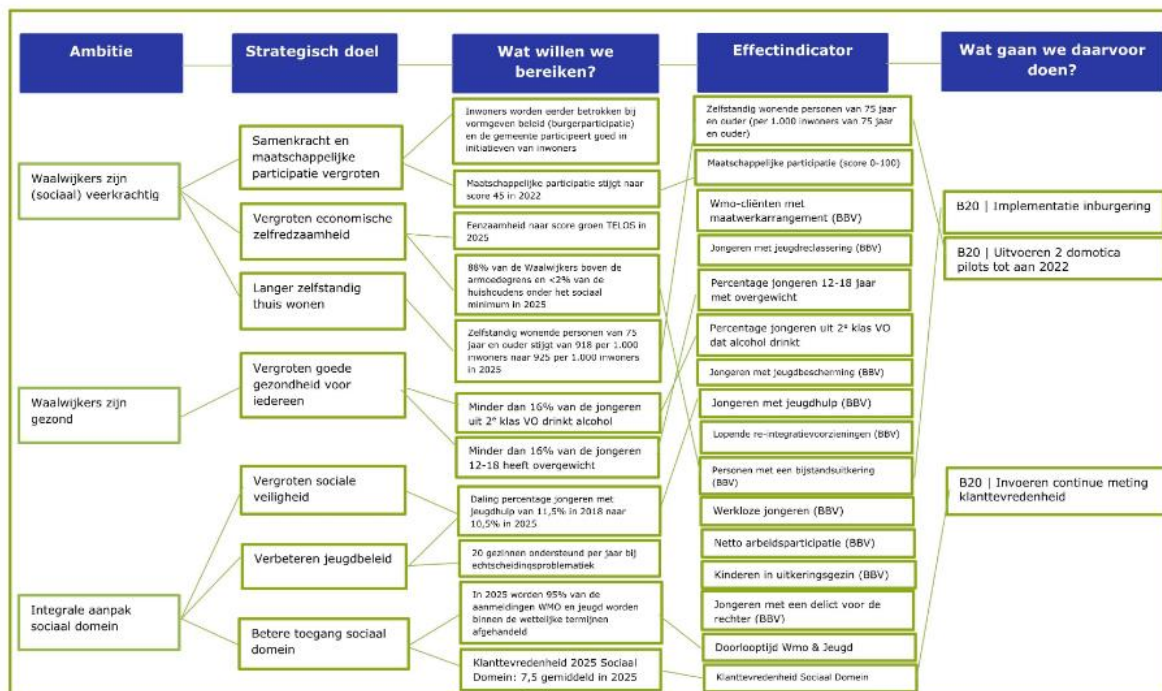 Ambitie
Strategisch doel
Wat willen we
bereiken?
Effectindicator
Wat gaan we daarvoor
doen?
Waalwijkers zijn
(sociaal) veerkrachtig
Waalwijkers zijn
gezond
Integrale aanpak
sociaal domein
Samenkracht en
maatschappelijke
participatie vergroten
Vergroten economische
zelfredzaamheid
Langer zelfstandig
thuis wonen
Vergroten goede
gezondheid voor
iedereen
Vergroten sociale
veiligheid
Verbeteren jeugdbeleid
Betere toegang sociaal
domein
Inwoners worden eerder betrokken bij
vormgeven beleid (burgerparticipatie)
en de gemeente participeert goed in
initiatieven van inwoners
Maatschappelijke participatie stijgt naar
score 45 in 2022
Eenzaamheid naar score groen TELOS in
2025
88% van de Waalwijkers boven de
armoedegrens en <2% van de
huishoudens onder het sociaal
minimum in 2025
Zelfstandig wonende personen van 75
jaar en ouder stijgt van 918 per 1.000
inwoners naar 925 per 1.000 inwoners
in 2025
Minder dan 16% van de jongeren
uit 2e klas VO drinkt alcohol
Minder dan 16% van de jongeren
12-18 heeft overgewicht
Daling percentage jongeren met
jeugdhulp van 11,5% in 2018 naar
10,5% in 2025
20 gezinnen ondersteund per jaar bij
echtscheidingsproblematiek
In 2025 worden 95% van de
aanmeldingen WMO en jeugd worden
binnen de wettelijke termijnen
afgehandeld
Klanttevredenheid 2025 Sociaal
Domein: 7,5 gemiddeld in 2025
Zelfstandig wonende personen van 75 jaar
en ouder (per 1.000 inwoners van 75 jaar
en ouder)
Maatschappelijke participatie (score 0-100)
Wmo-cliënten met
maatwerkarrangement (BBV)
Jongeren met jeugdreclassering (BBV)
Percentage jongeren 12-18 jaar
met overgewicht
Percentage jongeren uit 2e klas VO
dat alcohol drinkt
Jongeren met jeugdbescherming (BBV)
Jongeren met jeugdhulp (BBV)
Lopende re-integratievoorzieningen (BBV)
Personen met een bijstandsuitkering
(BBV)
Werkloze jongeren (BBV)
Netto arbeidsparticipatie (BBV)
Kinderen in uitkeringsgezin (BBV)
Jongeren met een delict voor de
rechter (BBV)
Doorlooptijd Wmo & Jeugd
Klanttevredenheid Sociaal Domein
B20 | Implementatie inburgering
B20 | Uitvoeren 2 domotica
pilots tot aan 2022
B20 | Invoeren continue meting
klanttevredenheid